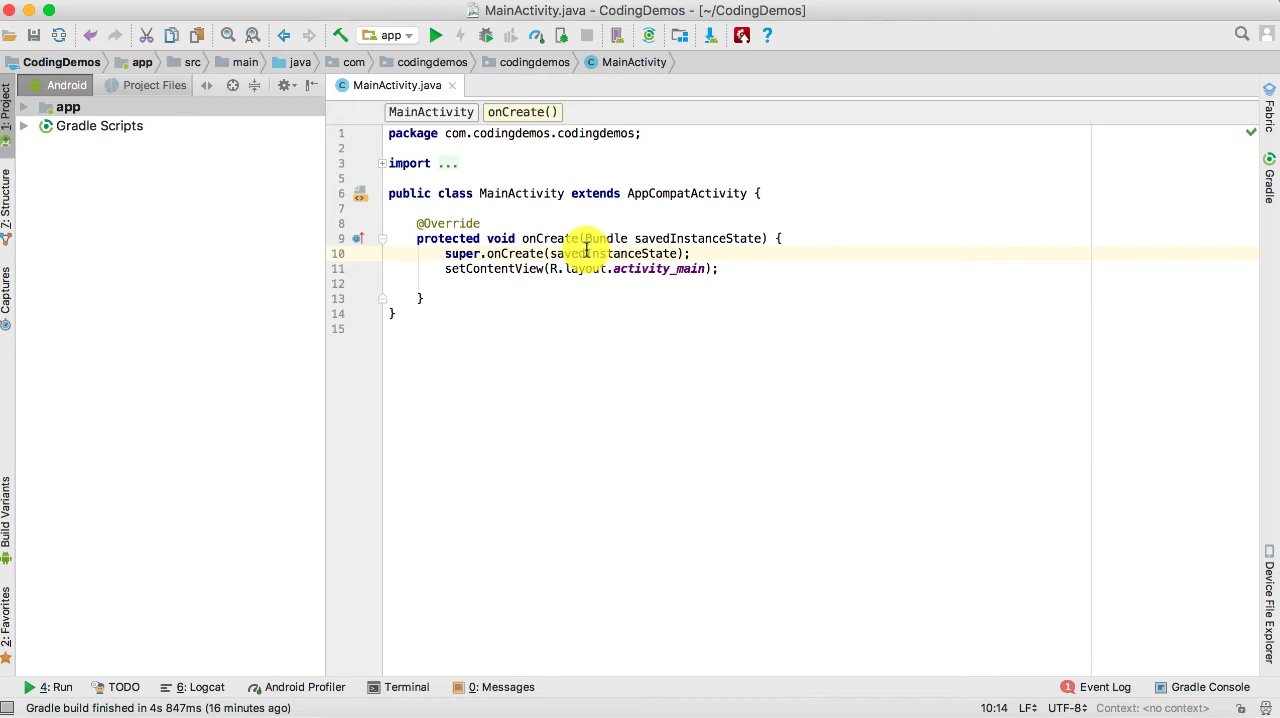 MainActivity.java - CodingDemos - [~/CodingDemos]
app
CodingDemos app src main java com codingdemos codingdemos MainActivity
Android Project Files MainActivity.java
MainActivity onCreate()
app
Gradle Scripts
1 package com.codingdemos.codingdemos;
2
3 import ...
5
6 public class MainActivity extends AppCompatActivity {
7
8 @Override
9 protected void onCreate(Bundle savedInstanceState) {
10 super.onCreate(savedInstanceState);
11 setContentView(R.layout.activity_main);
12
13 }
14 }
15
1: Project
Z: Structure
Captures
Build Variants
2: Favorites
Fabric
Gradle
Device File Explorer
4: Run TODO 6: Logcat Android Profiler Terminal 0: Messages 1 Event Log Gradle Console
Gradle build finished in 4s 847ms (16 minutes ago) 10:14 LF UTF-8 Context: <no context>